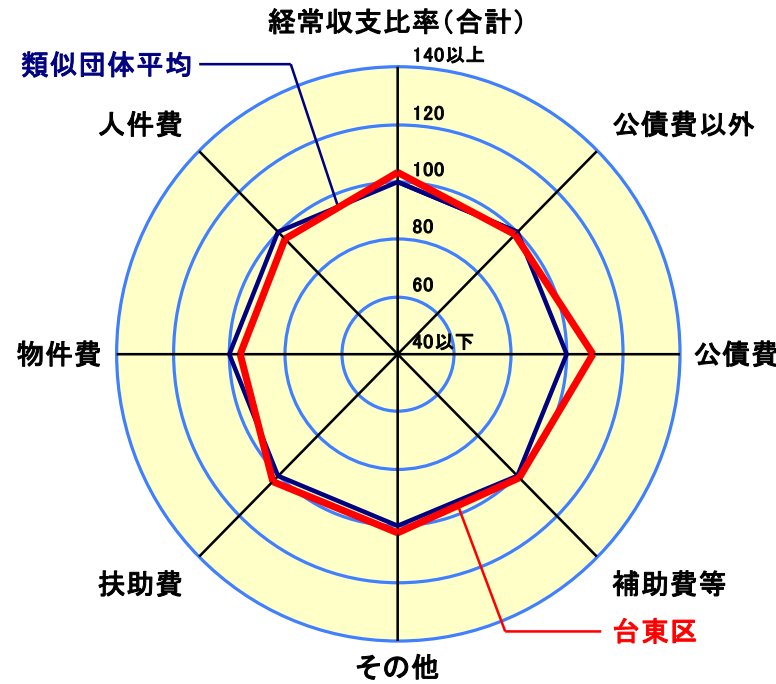 経常収支比率(合計)
類似団体平均
140以上
人件費
120
公債費以外
100
80
60
40以下
物件費
公債費
扶助費
補助費等
台東区
その他